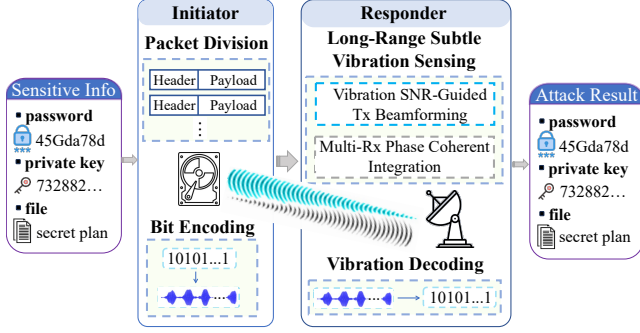 Sensitive Info
password
45Gda78d
***
private key
732882...
file
secret plan
Initiator
Packet Division
Header Payload
Header Payload
⋮
Bit Encoding
10101...1
Responder
Long-Range Subtle
Vibration Sensing
Vibration SNR-Guided
Tx Beamforming
Multi-Rx Phase Coherent
Integration
Vibration Decoding
10101...1
Attack Result
password
45Gda78d
***
private key
732882...
file
secret plan